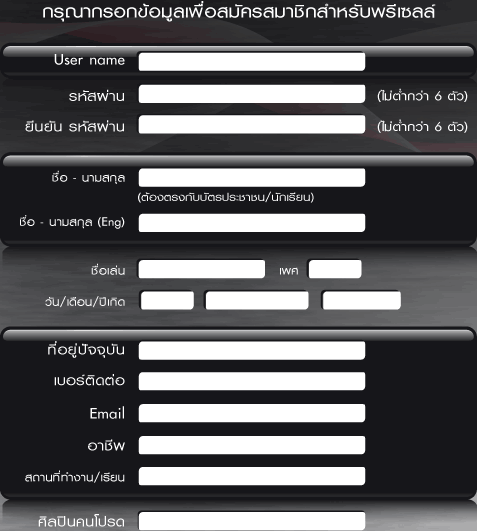 กรุณากรอกข้อมูลเพื่อสมัครสมาชิกสำหรับพรีเซลล์
User name
รหัสผ่าน (ไม่ต่ำกว่า 6 ตัว)
ยืนยัน รหัสผ่าน (ไม่ต่ำกว่า 6 ตัว)
ชื่อ - นามสกุล
(ต้องตรงกับบัตรประชาชน/นักเรียน)
ชื่อ - นามสกุล (Eng)
ชื่อเล่น เพศ
วัน/เดือน/ปีเกิด
ที่อยู่ปัจจุบัน
เบอร์ติดต่อ
Email
อาชีพ
สถานที่ทำงาน/เรียน
ศิลปินคนโปรด